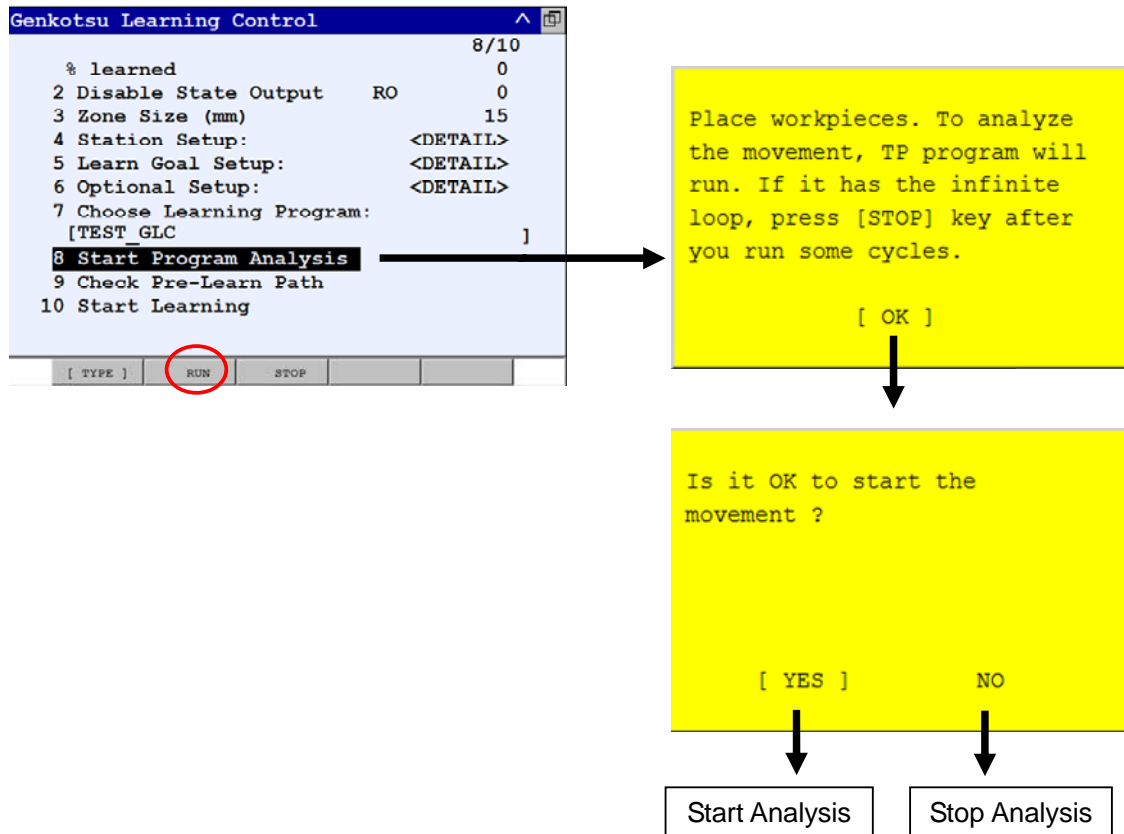 Genkotsu Learning Control
8/10
% learned 0
2 Disable State Output RO 0
3 Zone Size (mm) 15
4 Station Setup: <DETAIL>
5 Learn Goal Setup: <DETAIL>
6 Optional Setup: <DETAIL>
7 Choose Learning Program:
[TEST_GLC ]
8 Start Program Analysis
9 Check Pre-Learn Path
10 Start Learning
[ TYPE ] RUN STOP
Place workpieces. To analyze
the movement, TP program will
run. If it has the infinite
loop, press [STOP] key after
you run some cycles.
[ OK ]
Is it OK to start the
movement ?
[ YES ] NO
Start Analysis Stop Analysis